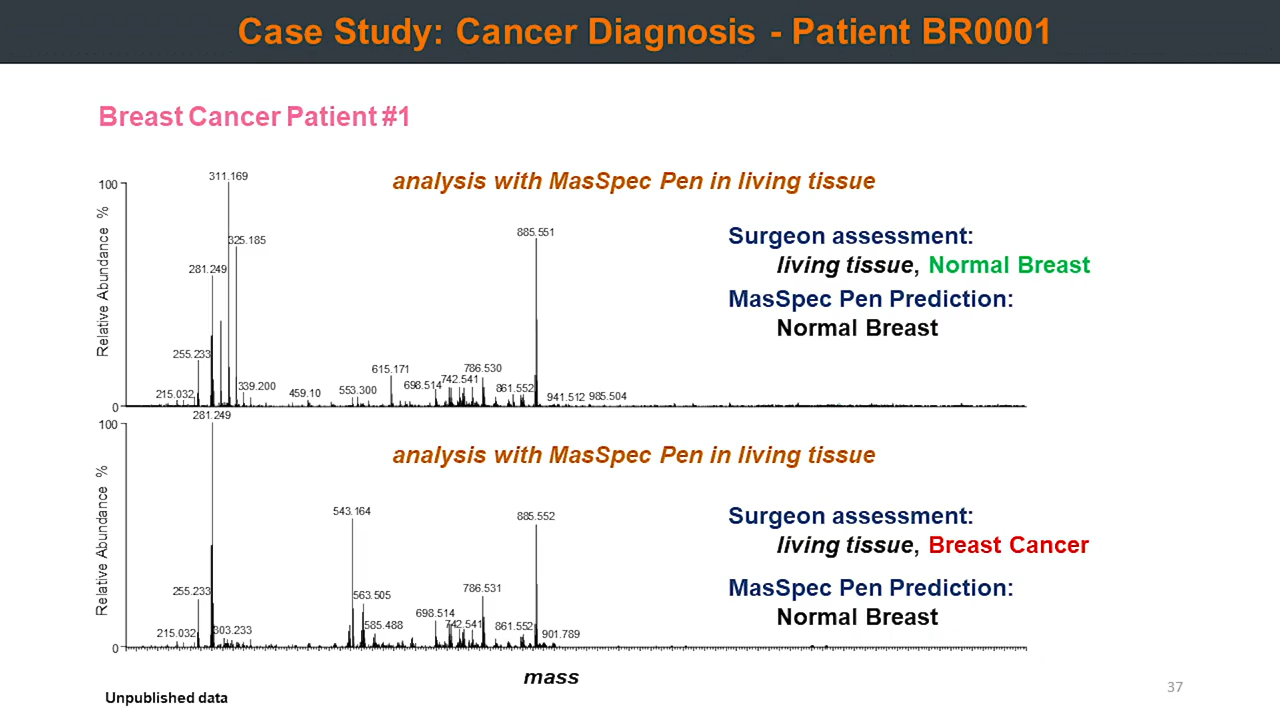 Case Study: Cancer Diagnosis - Patient BR0001
Breast Cancer Patient #1
analysis with MasSpec Pen in living tissue
Relative Abundance %
100
0
311.169
325.185
281.249
255.233
215.032
339.200
459.10
553.300
615.171
698.514
742.541
786.530
861.552
885.551
941.512
985.504
Surgeon assessment:
living tissue, Normal Breast
MasSpec Pen Prediction:
Normal Breast
analysis with MasSpec Pen in living tissue
Relative Abundance %
100
0
281.249
255.233
215.032
303.233
543.164
563.505
585.488
698.514
742.541
786.531
861.552
885.552
901.789
Surgeon assessment:
living tissue, Breast Cancer
MasSpec Pen Prediction:
Normal Breast
mass
Unpublished data
37